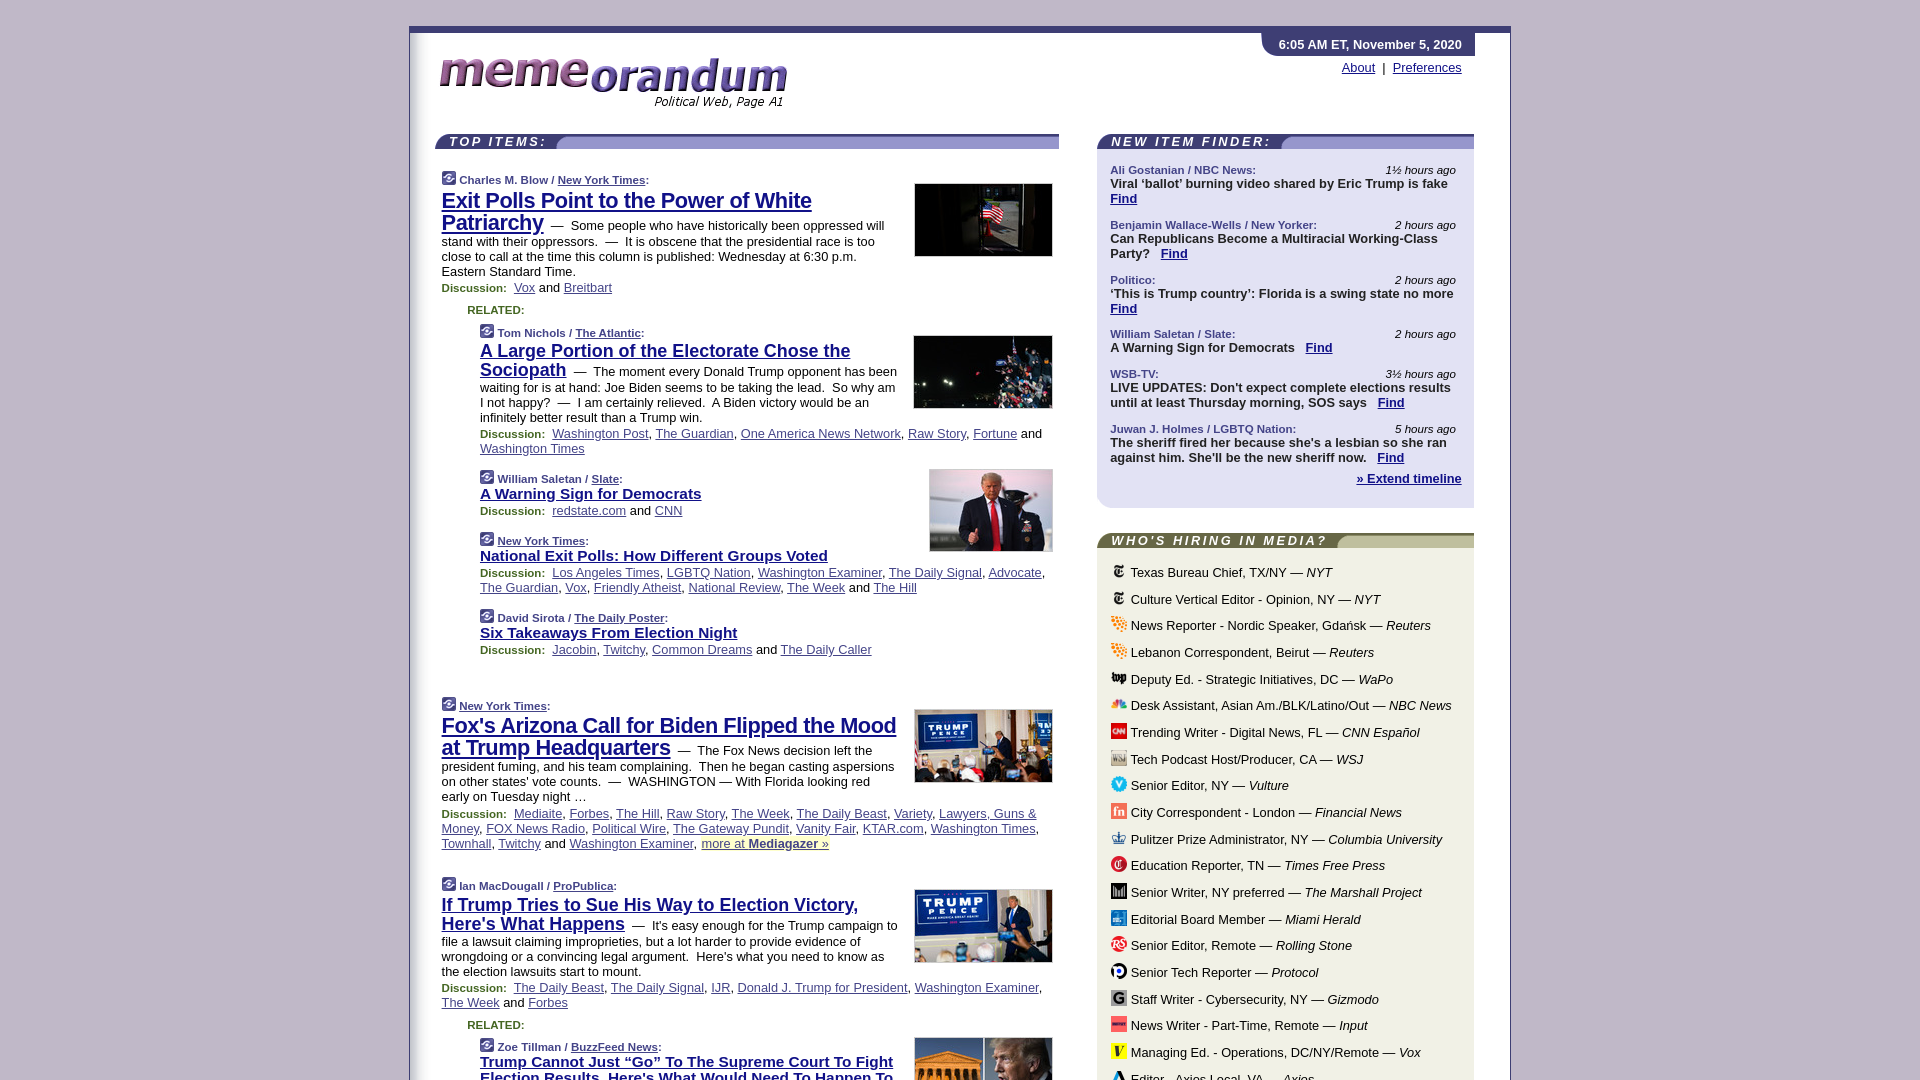 6:05 AM ET, November 5, 2020
About | Preferences
memeorandum
Political Web, Page A1
TOP ITEMS:
Charles M. Blow / New York Times:
Exit Polls Point to the Power of White
Patriarchy — Some people who have historically been oppressed will
stand with their oppressors. — It is obscene that the presidential race is too
close to call at the time this column is published: Wednesday at 6:30 p.m.
Eastern Standard Time.
Discussion: Vox and Breitbart
RELATED:
Tom Nichols / The Atlantic:
A Large Portion of the Electorate Chose the
Sociopath — The moment every Donald Trump opponent has been
waiting for is at hand: Joe Biden seems to be taking the lead. So why am
I not happy? — I am certainly relieved. A Biden victory would be an
infinitely better result than a Trump win.
Discussion: Washington Post, The Guardian, One America News Network, Raw Story, Fortune and
Washington Times
William Saletan / Slate:
A Warning Sign for Democrats
Discussion: redstate.com and CNN
New York Times:
National Exit Polls: How Different Groups Voted
Discussion: Los Angeles Times, LGBTQ Nation, Washington Examiner, The Daily Signal, Advocate,
The Guardian, Vox, Friendly Atheist, National Review, The Week and The Hill
David Sirota / The Daily Poster:
Six Takeaways From Election Night
Discussion: Jacobin, Twitchy, Common Dreams and The Daily Caller
New York Times:
Fox's Arizona Call for Biden Flipped the Mood
at Trump Headquarters — The Fox News decision left the
president fuming, and his team complaining. Then he began casting aspersions
on other states' vote counts. — WASHINGTON — With Florida looking red
early on Tuesday night …
Discussion: Mediaite, Forbes, The Hill, Raw Story, The Week, The Daily Beast, Variety, Lawyers, Guns &
Money, FOX News Radio, Political Wire, The Gateway Pundit, Vanity Fair, KTAR.com, Washington Times,
Townhall, Twitchy and Washington Examiner, more at Mediagazer »
TRUMP
PENCE
Ian MacDougall / ProPublica:
If Trump Tries to Sue His Way to Election Victory,
Here's What Happens — It's easy enough for the Trump campaign to
file a lawsuit claiming improprieties, but a lot harder to provide evidence of
wrongdoing or a convincing legal argument. Here's what you need to know as
the election lawsuits start to mount.
Discussion: The Daily Beast, The Daily Signal, IJR, Donald J. Trump for President, Washington Examiner,
The Week and Forbes
TRUMP
PENCE
RELATED:
Zoe Tillman / BuzzFeed News:
Trump Cannot Just “Go” To The Supreme Court To Fight
Election Results. Here's What Would Need To Happen To
NEW ITEM FINDER:
Ali Gostanian / NBC News: 1½ hours ago
Viral ‘ballot’ burning video shared by Eric Trump is fake
Find
Benjamin Wallace-Wells / New Yorker: 2 hours ago
Can Republicans Become a Multiracial Working-Class
Party? Find
Politico: 2 hours ago
‘This is Trump country’: Florida is a swing state no more
Find
William Saletan / Slate: 2 hours ago
A Warning Sign for Democrats Find
WSB-TV: 3½ hours ago
LIVE UPDATES: Don't expect complete elections results
until at least Thursday morning, SOS says Find
Juwan J. Holmes / LGBTQ Nation: 5 hours ago
The sheriff fired her because she's a lesbian so she ran
against him. She'll be the new sheriff now. Find
» Extend timeline
WHO'S HIRING IN MEDIA?
Texas Bureau Chief, TX/NY — NYT
Culture Vertical Editor - Opinion, NY — NYT
News Reporter - Nordic Speaker, Gdańsk — Reuters
Lebanon Correspondent, Beirut — Reuters
wp Deputy Ed. - Strategic Initiatives, DC — WaPo
Desk Assistant, Asian Am./BLK/Latino/Out — NBC News
CNN Trending Writer - Digital News, FL — CNN Español
WSJ Tech Podcast Host/Producer, CA — WSJ
Senior Editor, NY — Vulture
fn City Correspondent - London — Financial News
Pulitzer Prize Administrator, NY — Columbia University
Education Reporter, TN — Times Free Press
Senior Writer, NY preferred — The Marshall Project
Editorial Board Member — Miami Herald
RS Senior Editor, Remote — Rolling Stone
Senior Tech Reporter — Protocol
G Staff Writer - Cybersecurity, NY — Gizmodo
News Writer - Part-Time, Remote — Input
V Managing Ed. - Operations, DC/NY/Remote — Vox
Editor - Axios Local, VA — Axios